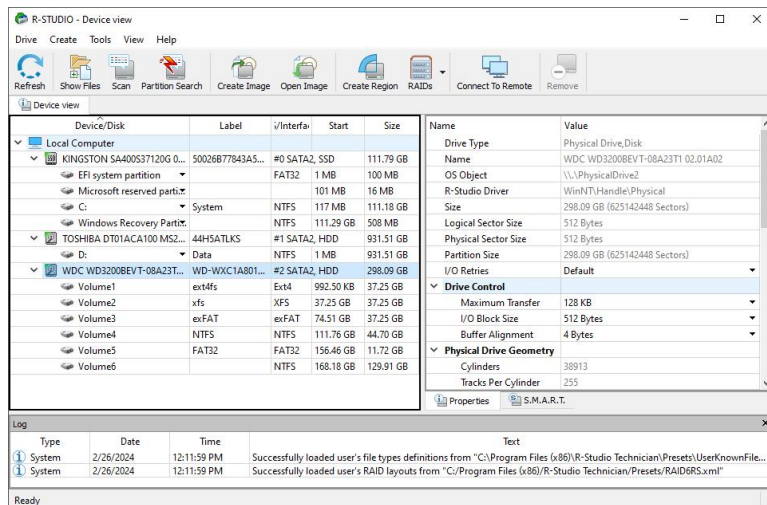 R-STUDIO - Device view
Drive Create Tools View Help
Refresh Show Files Scan Partition Search Create Image Open Image Create Region RAIDs Connect To Remote Remove
Device view
Device/Disk Label /Interfa Start Size
Local Computer
KINGSTON SA400S37120G 0... 50026B77843A5... #0 SATA2, SSD 111.79 GB
EFI system partition FAT32 1 MB 100 MB
Microsoft reserved parti... 101 MB 16 MB
C: System NTFS 117 MB 111.18 GB
Windows Recovery Partit... NTFS 111.29 GB 508 MB
TOSHIBA DT01ACA100 MS2... 44H5ATLKS #1 SATA2, HDD 931.51 GB
D: Data NTFS 1 MB 931.51 GB
WDC WD3200BEVT-08A23T... WD-WXC1A801... #2 SATA2, HDD 298.09 GB
Volume1 ext4fs Ext4 992.50 KB 37.25 GB
Volume2 xfs XFS 37.25 GB 37.25 GB
Volume3 exFAT exFAT 74.51 GB 37.25 GB
Volume4 NTFS NTFS 111.76 GB 44.70 GB
Volume5 FAT32 FAT32 156.46 GB 11.72 GB
Volume6 NTFS 168.18 GB 129.91 GB
Name Value
Drive Type Physical Drive,Disk
Name WDC WD3200BEVT-08A23T1 02.01A02
OS Object \\.\PhysicalDrive2
R-Studio Driver WinNT\Handle\Physical
Size 298.09 GB (625142448 Sectors)
Logical Sector Size 512 Bytes
Physical Sector Size 512 Bytes
Partition Size 298.09 GB (625142448 Sectors)
I/O Retries Default
Drive Control
Maximum Transfer 128 KB
I/O Block Size 512 Bytes
Buffer Alignment 4 Bytes
Physical Drive Geometry
Cylinders 38913
Tracks Per Cylinder 255
Properties S.M.A.R.T.
Log
Type Date Time Text
System 2/26/2024 12:11:59 PM Successfully loaded user's file types definitions from "C:\Program Files (x86)\R-Studio Technician\Presets\UserKnownFile...
System 2/26/2024 12:11:59 PM Successfully loaded user's RAID layouts from "C:/Program Files (x86)/R-Studio Technician/Presets/RAID6RS.xml"
Ready